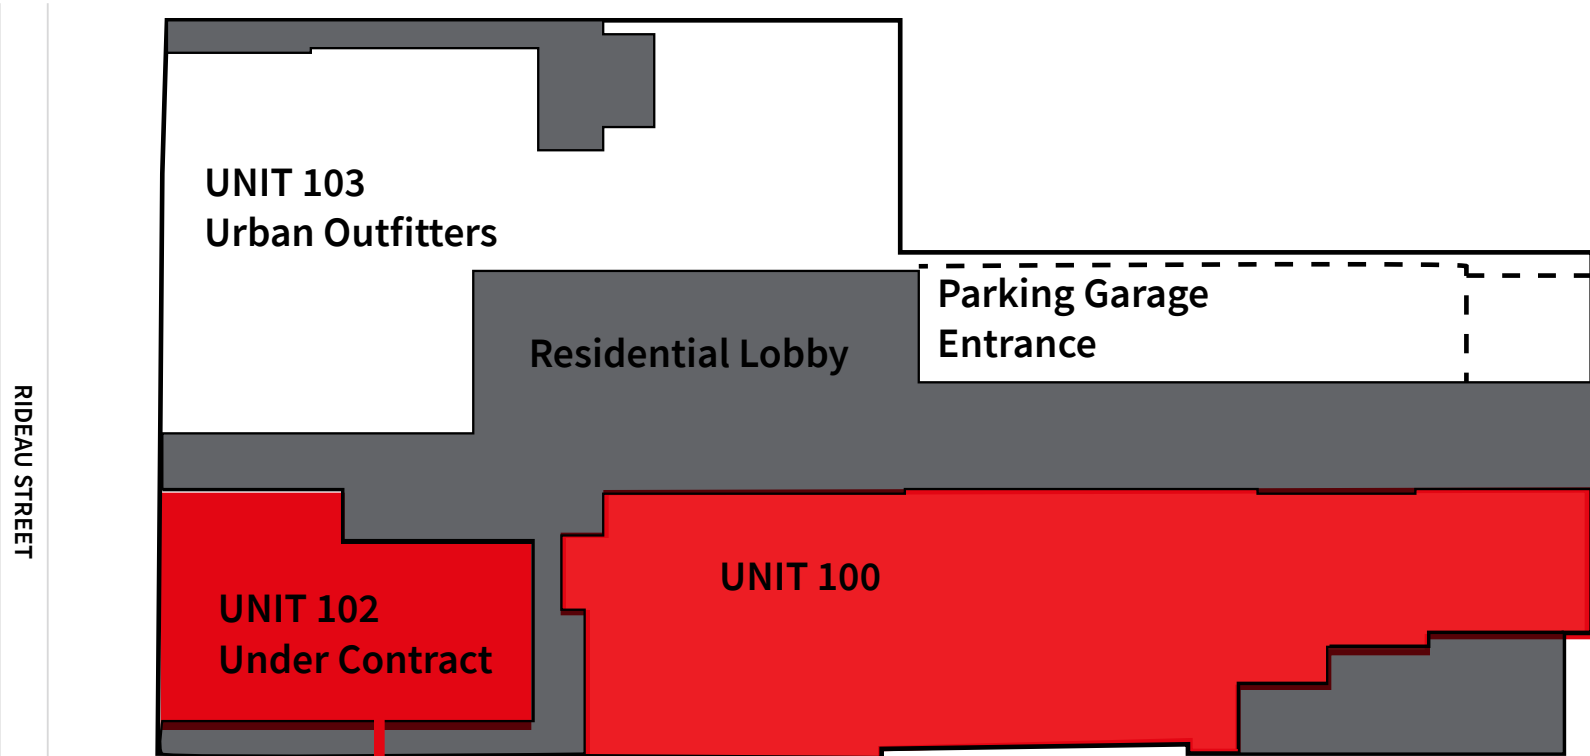 UNIT 103
Urban Outfitters
Residential Lobby
Parking Garage
Entrance
RIDEAU STREET
UNIT 100
UNIT 102
Under Contract